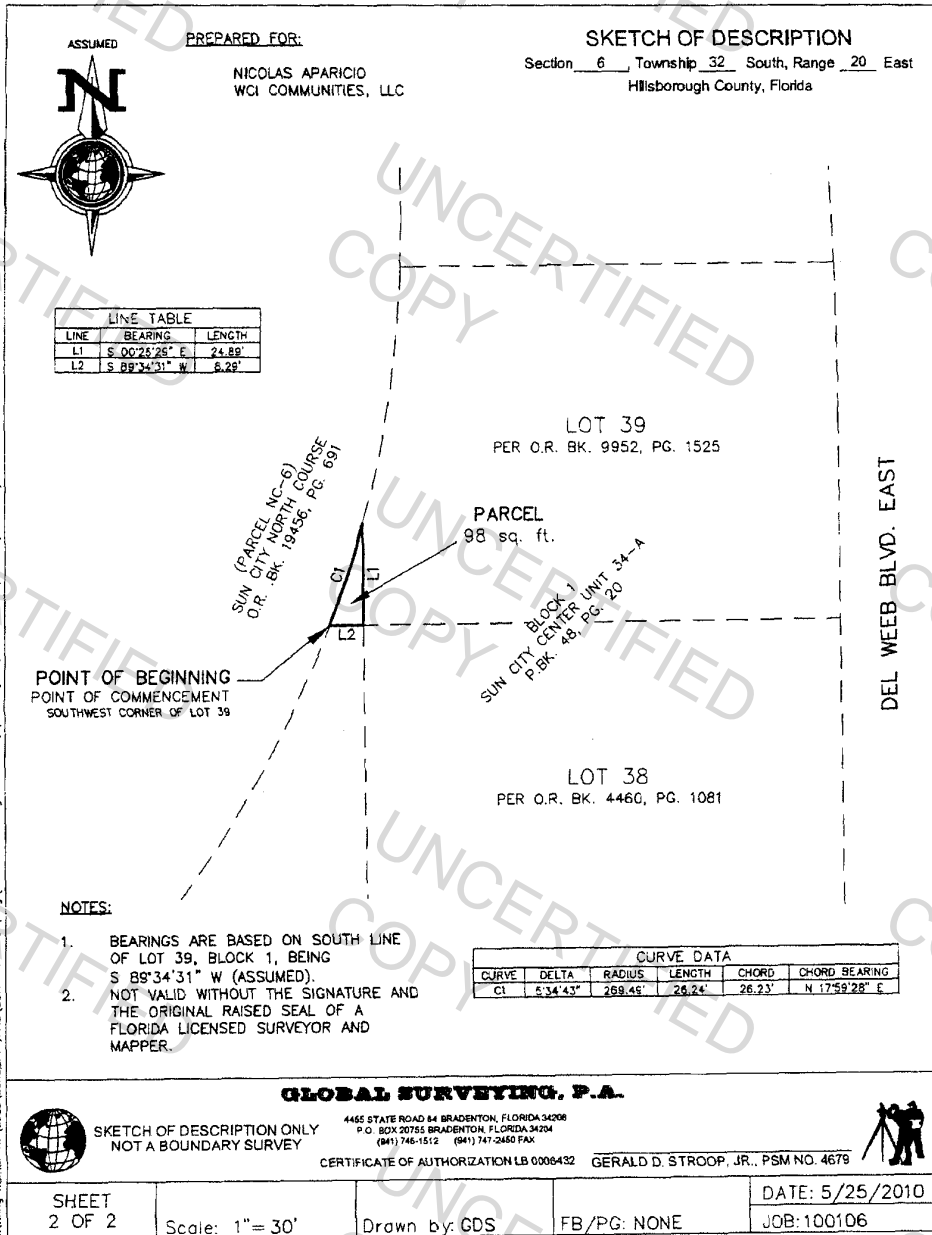 ASSUMED
N
PREPARED FOR:
NICOLAS APARICIO
WCI COMMUNITIES, LLC
SKETCH OF DESCRIPTION
Section 6, Township 32 South, Range 20 East
Hillsborough County, Florida
LINE TABLE
LINE BEARING LENGTH
L1 S 00°25'29" E 24.89'
L2 S 89°34'31" W 8.29'
LOT 39
PER O.R. BK. 9952, PG. 1525
(PARCEL NC-6)
SUN CITY NORTH COURSE
O.R. .BK. 19456, PG. 691
PARCEL
98 sq. ft.
C1
L1
L2
BLOCK 1
SUN CITY CENTER UNIT 34-A
P.BK. 48, PG. 20
DEL WEEB BLVD. EAST
POINT OF BEGINNING
POINT OF COMMENCEMENT
SOUTHWEST CORNER OF LOT 39
LOT 38
PER O.R. BK. 4460, PG. 1081
NOTES:
1. BEARINGS ARE BASED ON SOUTH LINE
OF LOT 39, BLOCK 1, BEING
S 89°34'31" W (ASSUMED).
2. NOT VALID WITHOUT THE SIGNATURE AND
THE ORIGINAL RAISED SEAL OF A
FLORIDA LICENSED SURVEYOR AND
MAPPER.
CURVE DATA
CURVE DELTA RADIUS LENGTH CHORD CHORD BEARING
C1 5°34'43" 269.49' 26.24' 26.23' N 17°59'28" E
GLOBAL SURVEYING, P.A.
SKETCH OF DESCRIPTION ONLY
NOT A BOUNDARY SURVEY
4465 STATE ROAD 64 BRADENTON, FLORIDA 34208
P.O. BOX 20755 BRADENTON, FLORIDA 34204
(941) 746-1512 (941) 747-2460 FAX
CERTIFICATE OF AUTHORIZATION LB 0006432
GERALD D. STROOP, JR., PSM NO. 4679
SHEET
2 OF 2
Scale: 1"= 30'
Drawn by: GDS
FB/PG: NONE
DATE: 5/25/2010
JOB: 100106
UNCERTIFIED
COPY
UNCERTIFIED
COPY
UNCERTIFIED
COPY